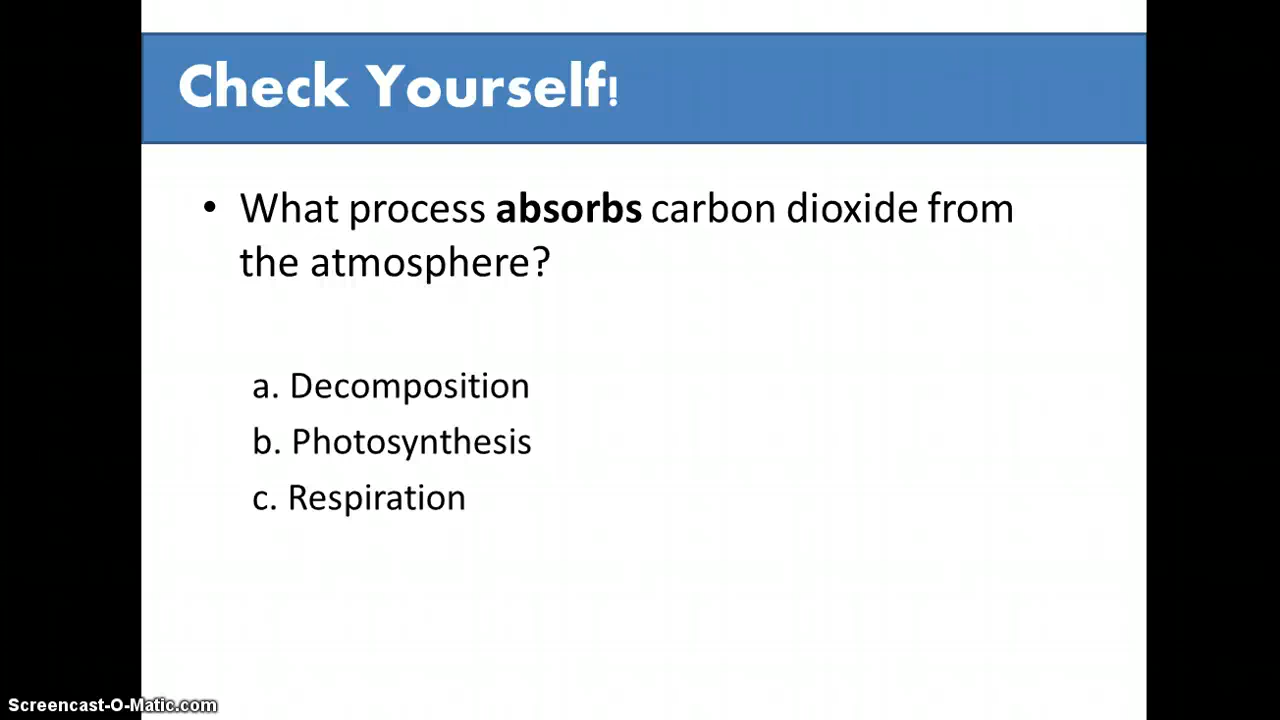 Check Yourself!
• What process absorbs carbon dioxide from
the atmosphere?
a. Decomposition
b. Photosynthesis
c. Respiration
Screencast-O-Matic.com